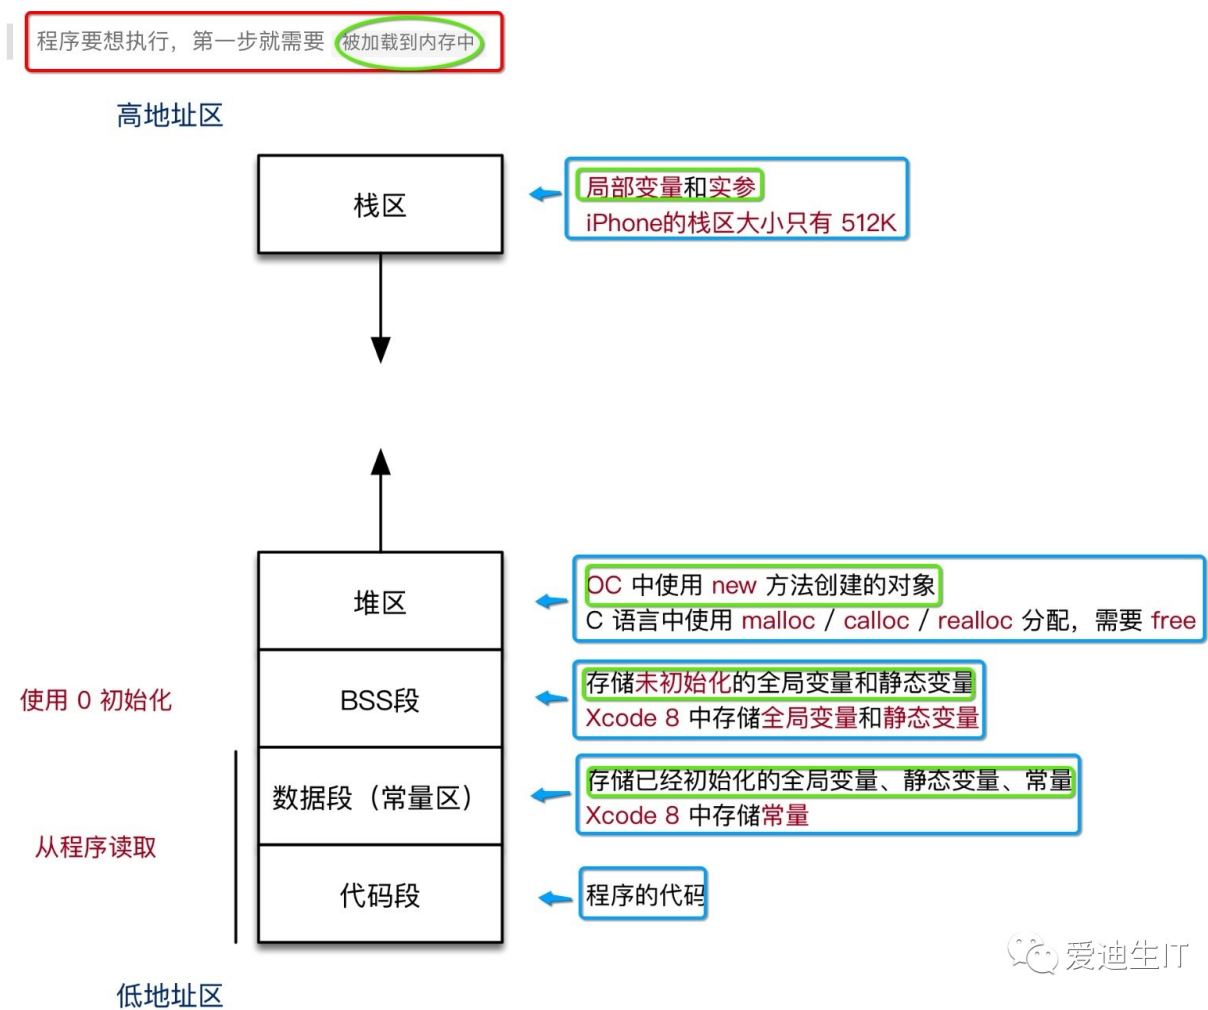 程序要想执行，第一步就需要 被加载到内存中
高地址区
栈区
局部变量和实参
iPhone的栈区大小只有 512K
堆区
OC 中使用 new 方法创建的对象
C 语言中使用 malloc / calloc / realloc 分配，需要 free
使用 0 初始化
BSS段
存储未初始化的全局变量和静态变量
Xcode 8 中存储全局变量和静态变量
数据段（常量区）
存储已经初始化的全局变量、静态变量、常量
Xcode 8 中存储常量
从程序读取
代码段
程序的代码
爱迪生IT
低地址区